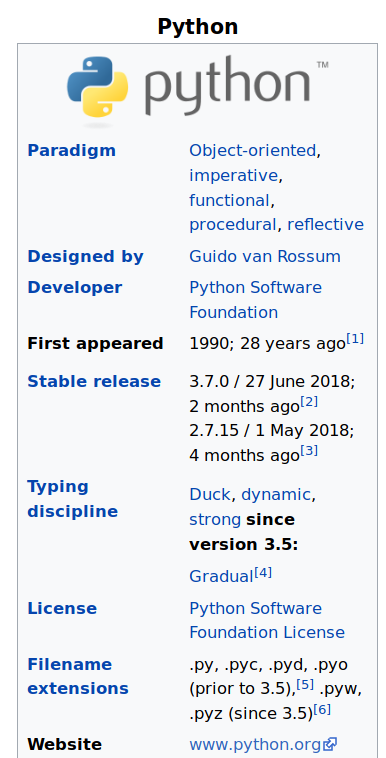 Python
python™
Paradigm Object-oriented,
imperative,
functional,
procedural, reflective
Designed by Guido van Rossum
Developer Python Software
Foundation
First appeared 1990; 28 years ago[1]
Stable release 3.7.0 / 27 June 2018;
2 months ago[2]
2.7.15 / 1 May 2018;
4 months ago[3]
Typing Duck, dynamic,
discipline strong since
version 3.5:
Gradual[4]
License Python Software
Foundation License
Filename .py, .pyc, .pyd, .pyo
extensions (prior to 3.5),[5] .pyw,
.pyz (since 3.5)[6]
Website www.python.org